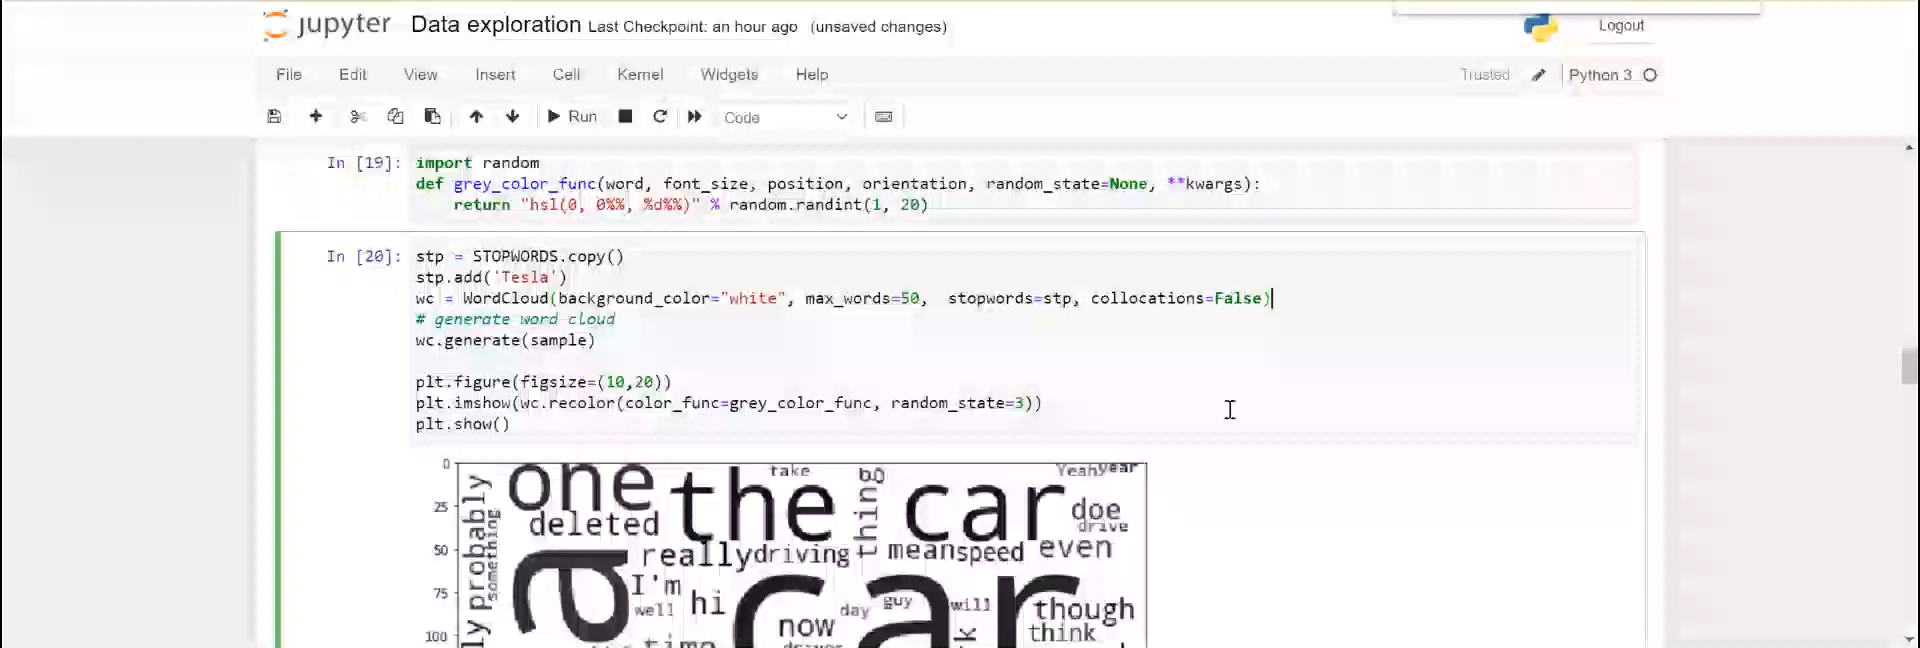 jupyter Data exploration Last Checkpoint: an hour ago (unsaved changes) Logout
File Edit View Insert Cell Kernel Widgets Help Trusted Python 3
Run Code
In [19]: import random
def grey_color_func(word, font_size, position, orientation, random_state=None, **kwargs):
return "hsl(0, 0%%, %d%%)" % random.randint(1, 20)
In [20]: stp = STOPWORDS.copy()
stp.add('Tesla')
wc = WordCloud(background_color="white", max_words=50, stopwords=stp, collocations=False)
# generate word cloud
wc.generate(sample)
plt.figure(figsize=(10,20))
plt.imshow(wc.recolor(color_func=grey_color_func, random_state=3))
plt.show()
0 one the take thing car Yeah year
25 deleted doe
drive
50 really driving mean speed even
probably something
75 a I'm car
well hi day guy will though
100 now think
time